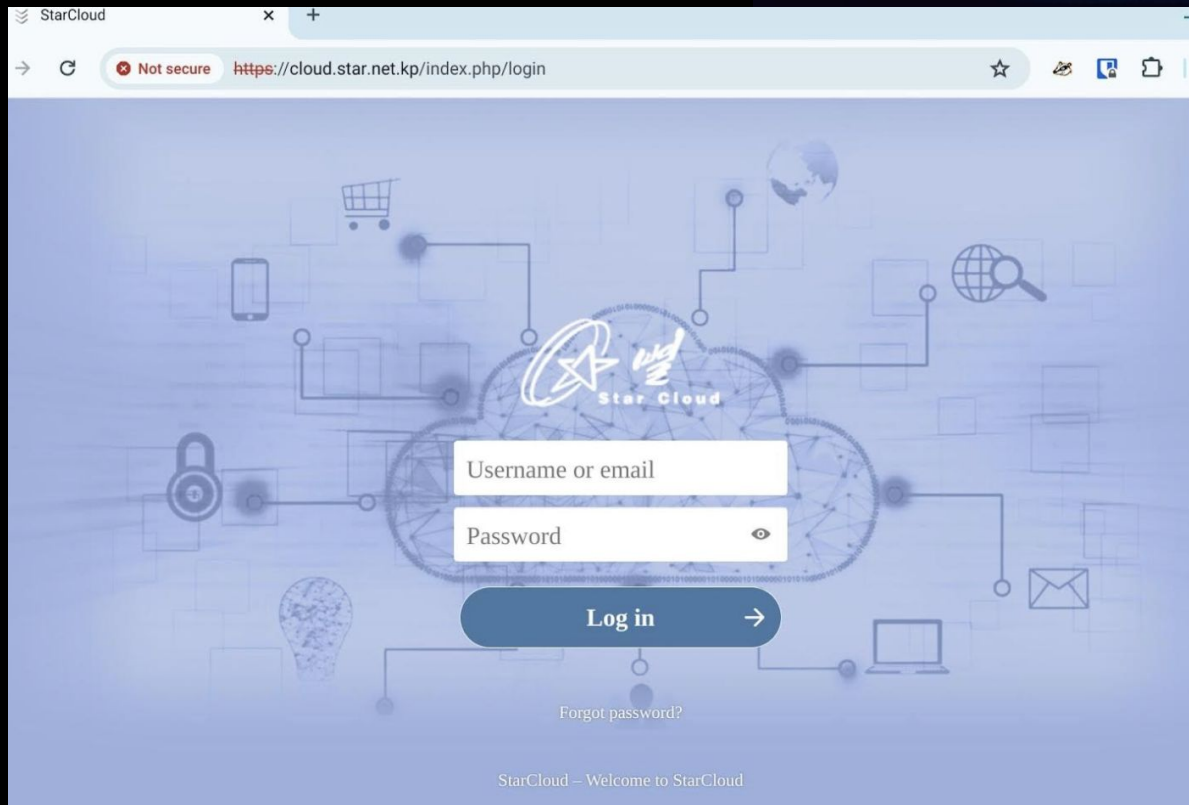 StarCloud
Not secure https://cloud.star.net.kp/index.php/login
별
Star Cloud
Username or email
Password
Log in
Forgot password?
StarCloud – Welcome to StarCloud